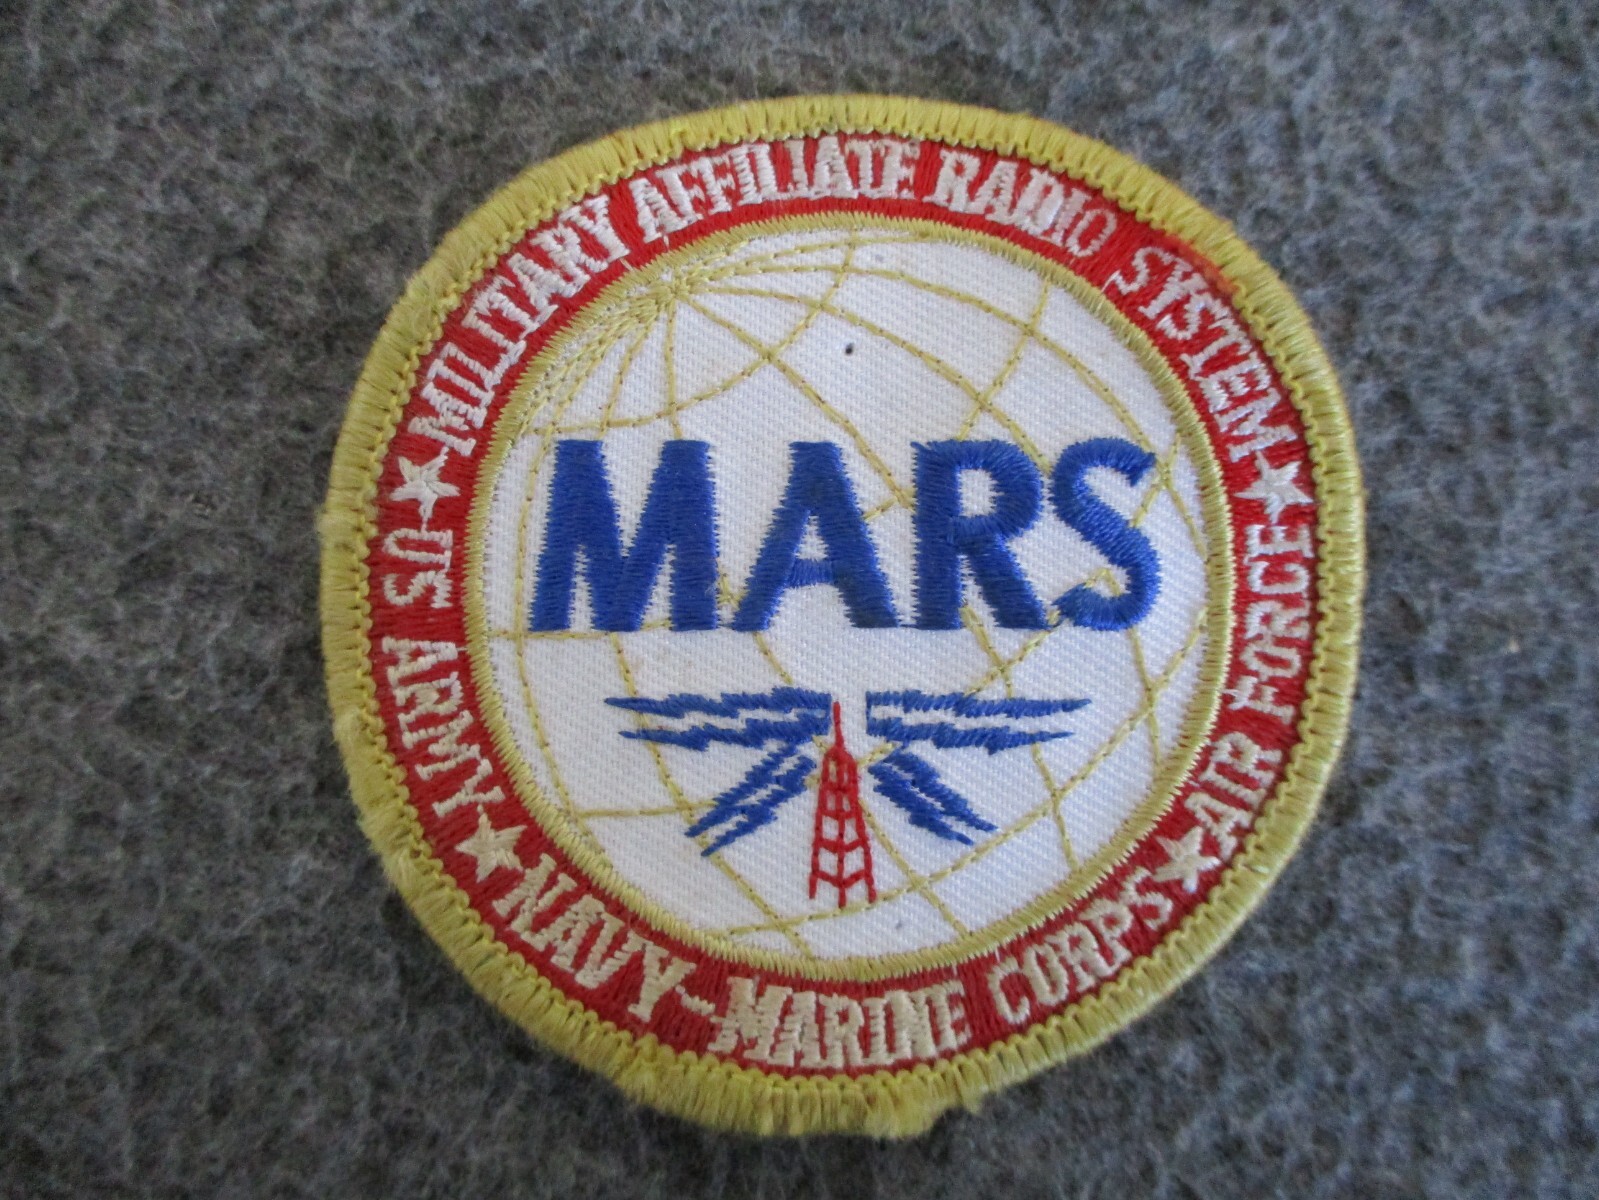 MILITARY AFFILIATE RADIO SYSTEM
MARS
US ARMY
NAVY-MARINE CORPS
AIR FORCE